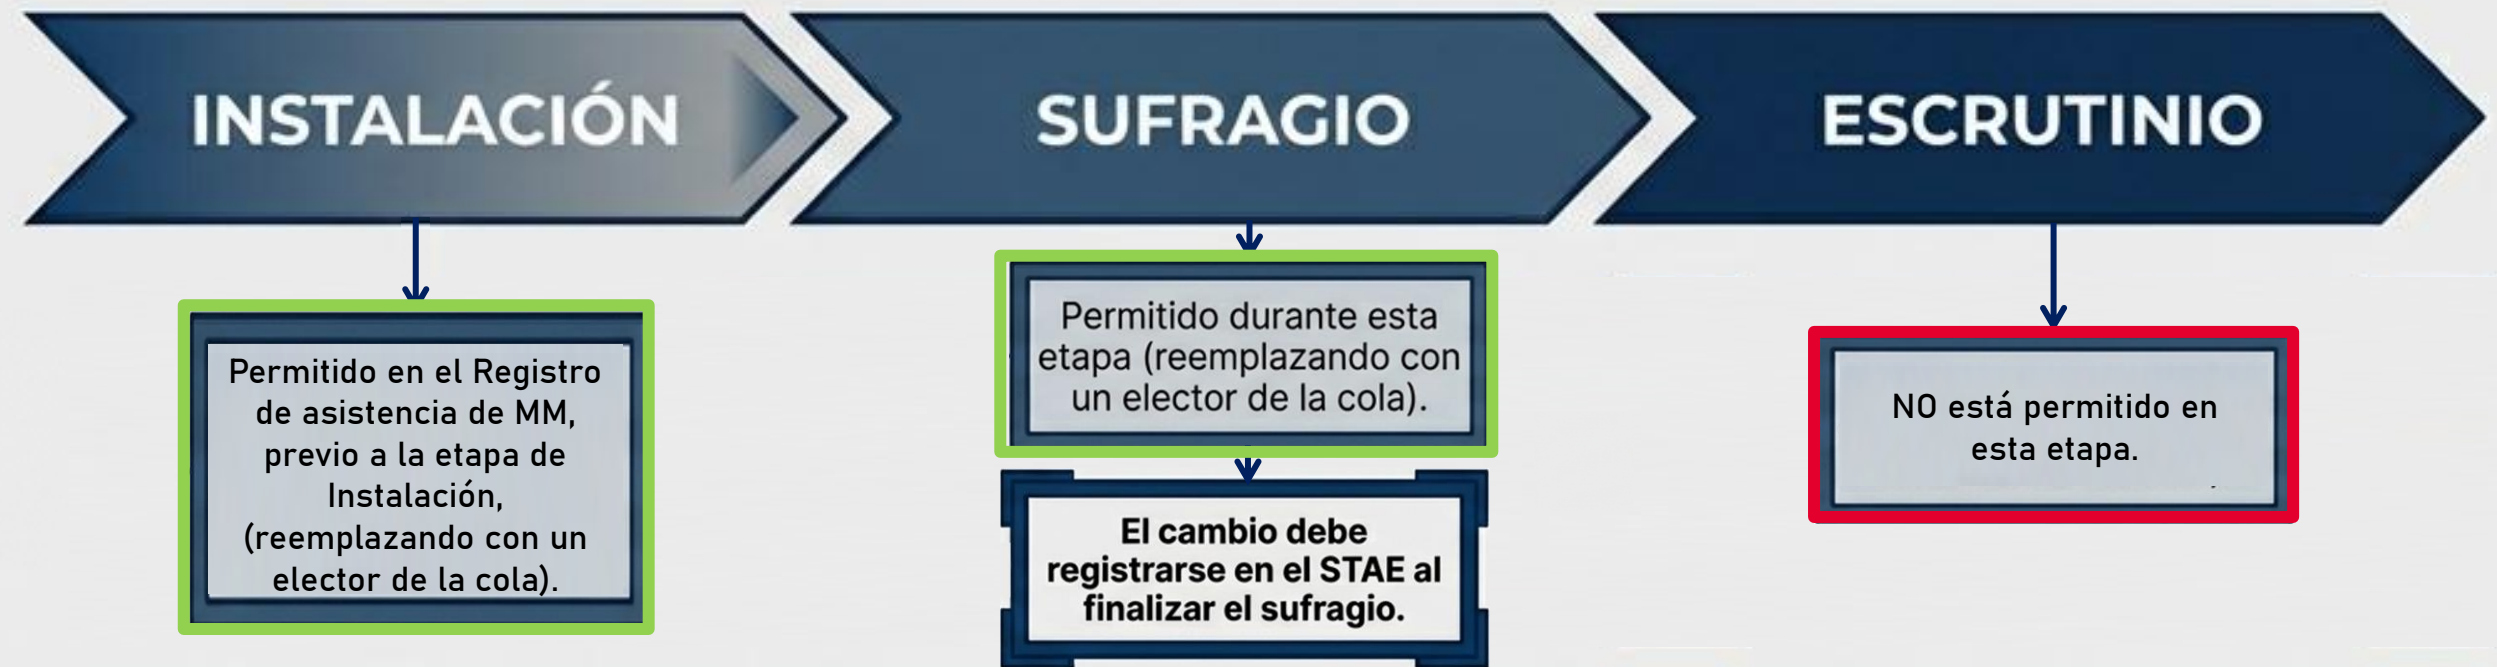 INSTALACIÓN
SUFRAGIO
ESCRUTINIO
Permitido en el Registro
de asistencia de MM,
previo a la etapa de
Instalación,
(reemplazando con un
elector de la cola).
Permitido durante esta
etapa (reemplazando con
un elector de la cola).
El cambio debe
registrarse en el STAE al
finalizar el sufragio.
NO está permitido en
esta etapa.